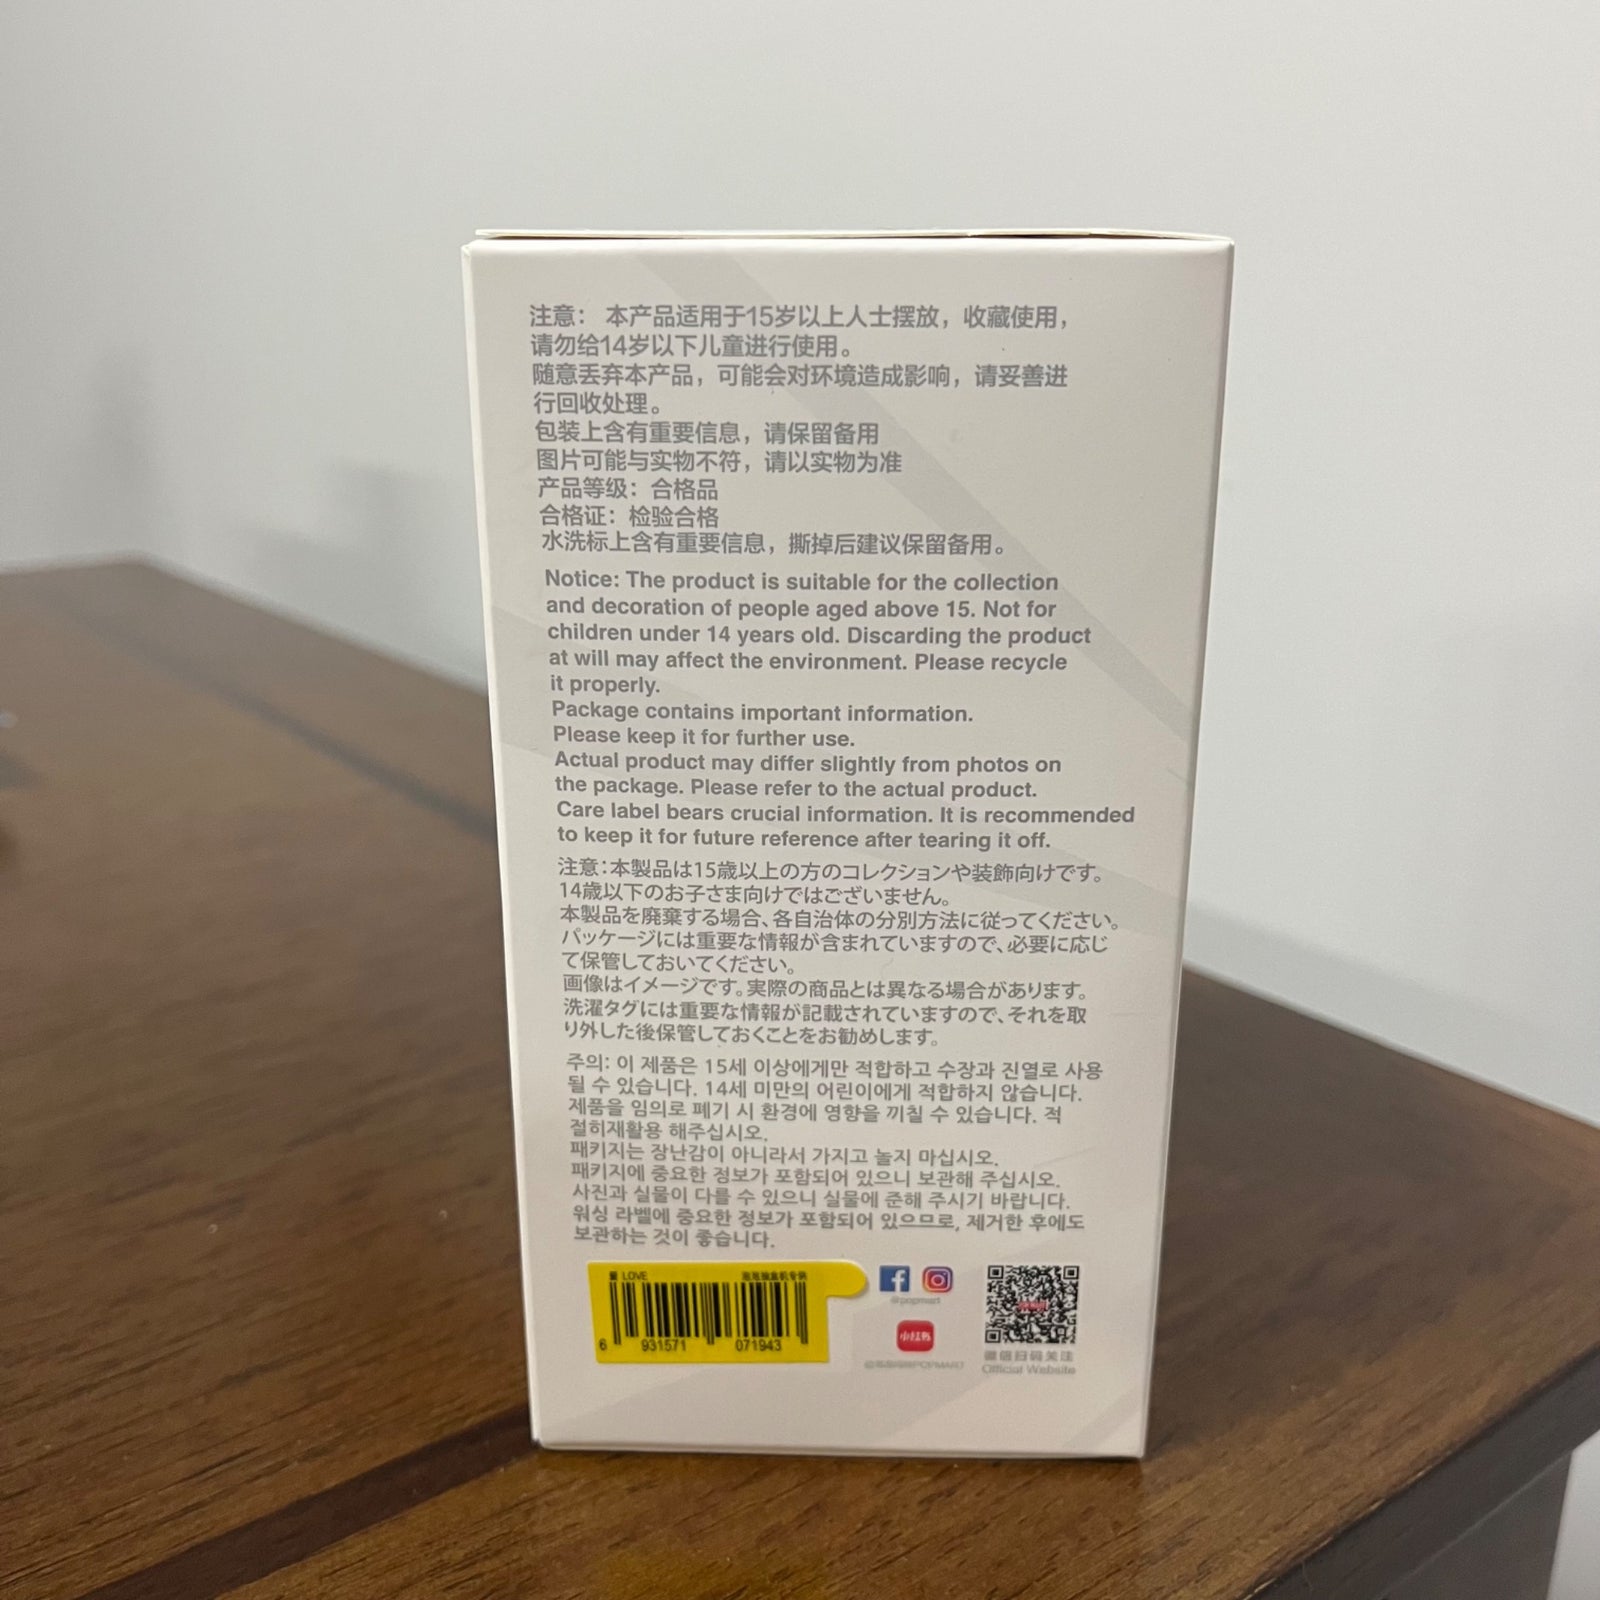 注意： 本产品适用于15岁以上人士摆放，收藏使用，
请勿给14岁以下儿童进行使用。
随意丢弃本产品，可能会对环境造成影响，请妥善进
行回收处理。
包装上含有重要信息，请保留备用
图片可能与实物不符，请以实物为准
产品等级：合格品
合格证：检验合格
水洗标上含有重要信息，撕掉后建议保留备用。
Notice: The product is suitable for the collection
and decoration of people aged above 15. Not for
children under 14 years old. Discarding the product
at will may affect the environment. Please recycle
it properly.
Package contains important information.
Please keep it for further use.
Actual product may differ slightly from photos on
the package. Please refer to the actual product.
Care label bears crucial information. It is recommended
to keep it for future reference after tearing it off.
注意：本製品は15歳以上の方のコレクションや装飾向けです。
14歳以下のお子さま向けではございません。
本製品を廃棄する場合、各自治体の分別方法に従ってください。
パッケージには重要な情報が含まれていますので、必要に応じ
て保管しておいてください。
画像はイメージです。実際の商品とは異なる場合があります。
洗濯タグには重要な情報が記載されていますので、それを取
り外した後保管しておくことをお勧めします。
주의: 이 제품은 15세 이상에게만 적합하고 수장과 진열로 사용
될 수 있습니다. 14세 미만의 어린이에게 적합하지 않습니다.
제품을 임의로 폐기 시 환경에 영향을 끼칠 수 있습니다. 적
절히재활용 해주십시오.
패키지는 장난감이 아니라서 가지고 놀지 마십시오.
패키지에 중요한 정보가 포함되어 있으니 보관해 주십시오.
사진과 실물이 다를 수 있으니 실물에 준해 주시기 바랍니다.
워싱 라벨에 중요한 정보가 포함되어 있으므로, 제거한 후에도
보관하는 것이 좋습니다.
LOVE
6 931571 071943
@popmart
小红书
微信扫码关注
Official Website